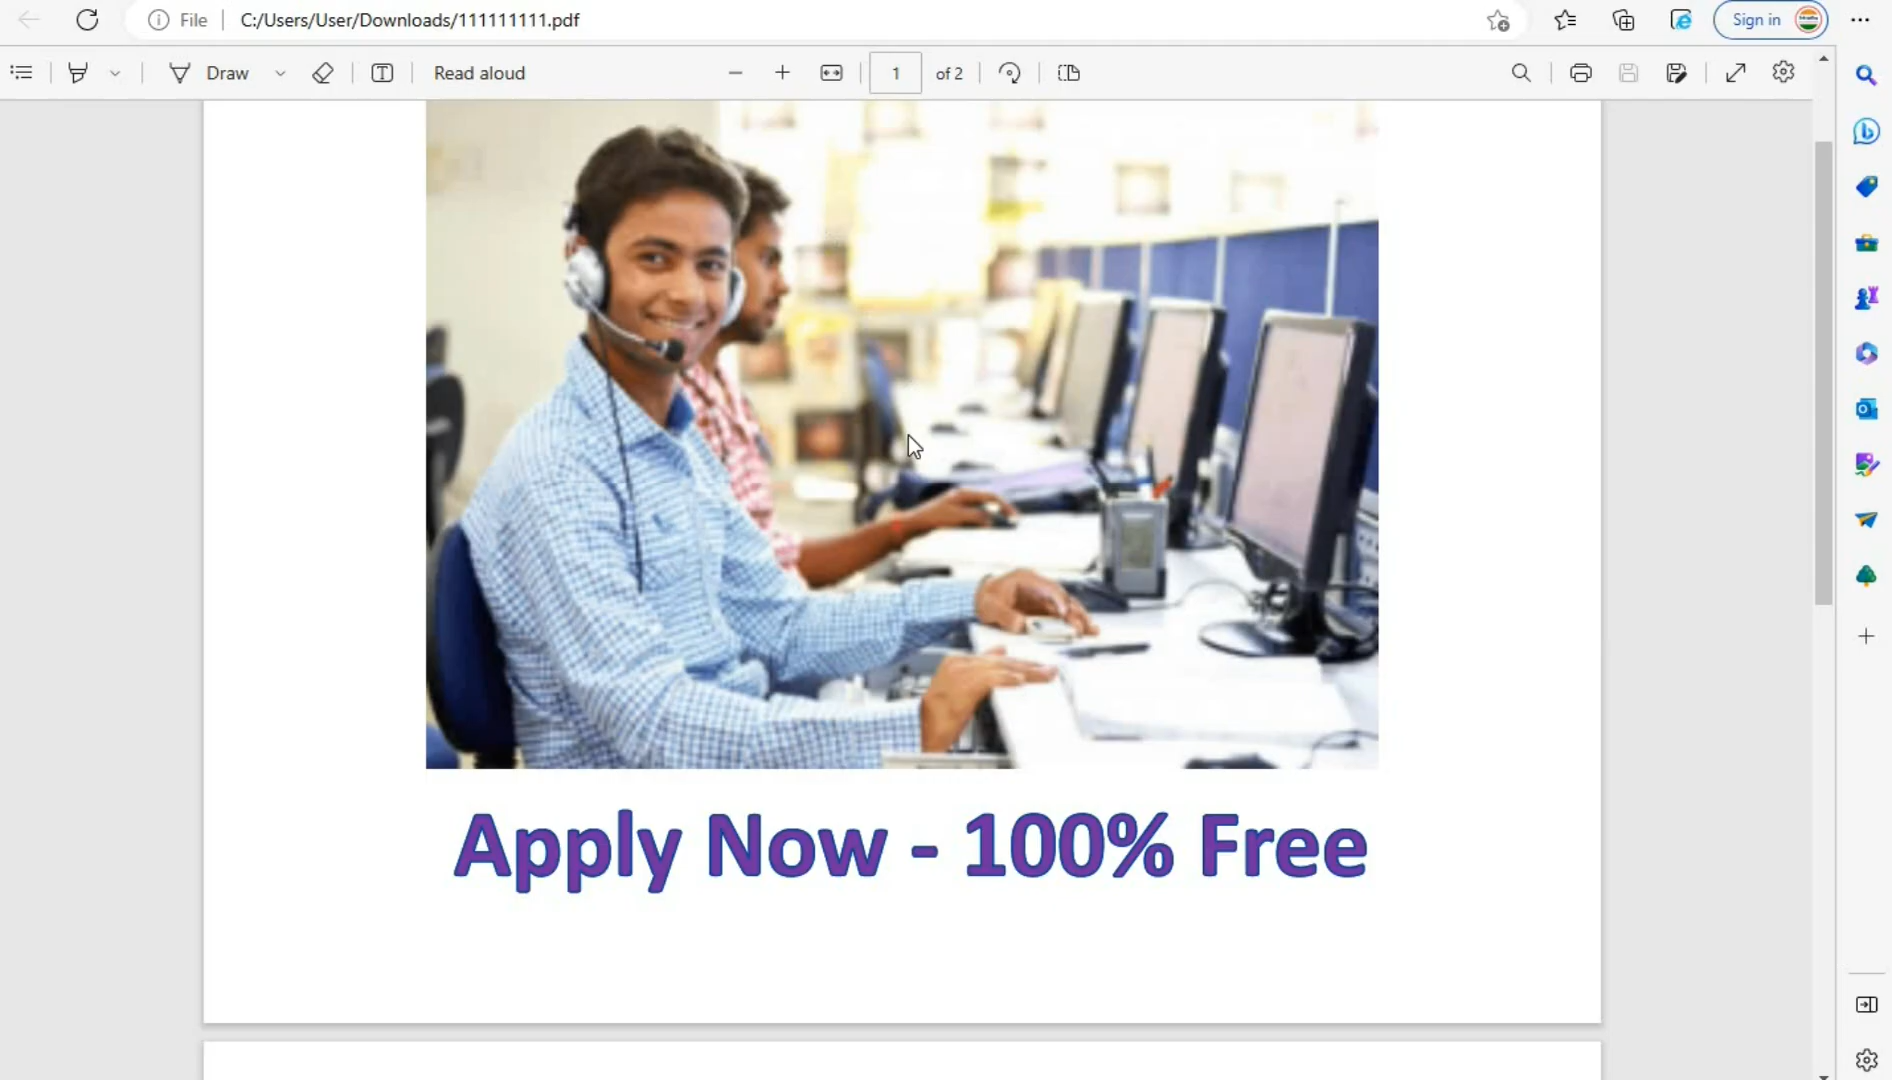 File
C:/Users/User/Downloads/111111111.pdf
Sign in
Draw
Read aloud
1
of 2
Apply Now - 100% Free